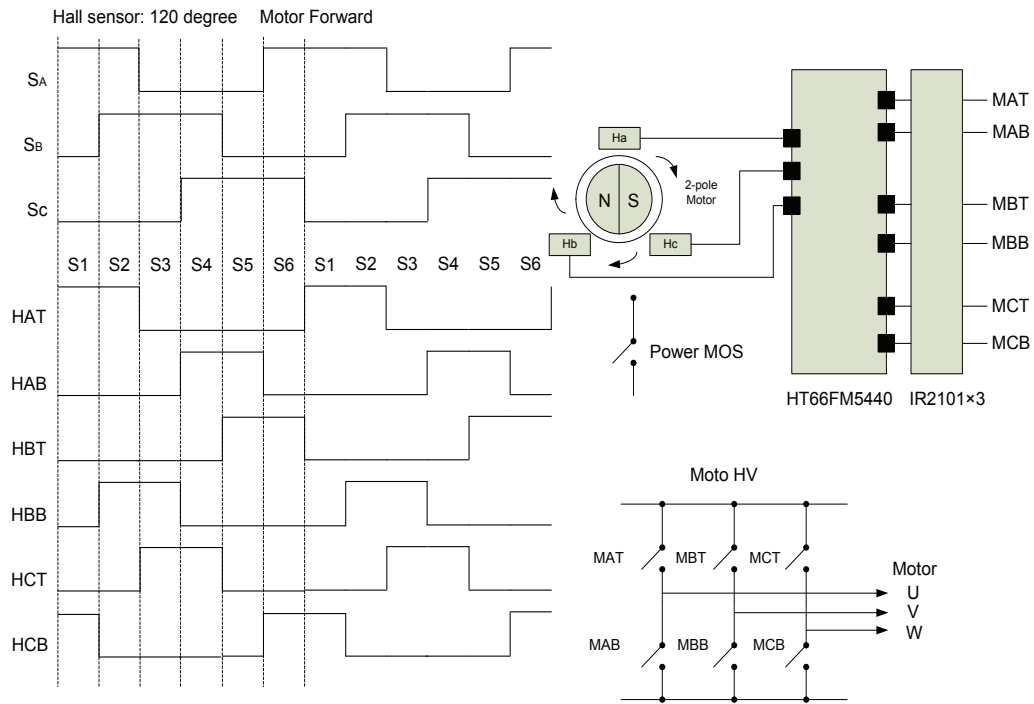 Hall sensor: 120 degree Motor Forward
SA
SB
SC
S1 S2 S3 S4 S5 S6 S1 S2 S3 S4 S5 S6
HAT
HAB
HBT
HBB
HCT
HCB
Ha
N S
2-pole
Motor
Hb
Hc
Power MOS
MAT
MAB
MBT
MBB
MCT
MCB
HT66FM5440 IR2101×3
Moto HV
MAT MBT MCT
Motor
U
V
W
MAB MBB MCB